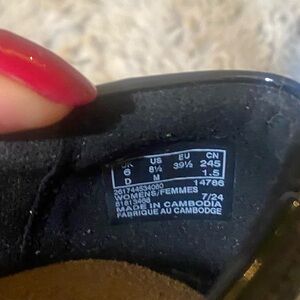 UK US EU CN
6 8½ 39½ 245
D M 1.5
261744534060 14786
WOMENS/FEMMES
7/24
MADE IN CAMBODIA
FABRIQUE AU CAMBODGE